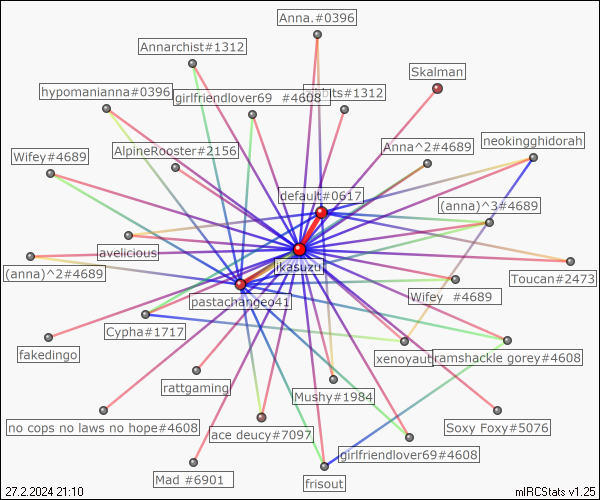 Anna.#0396
Annarchist#1312
Skalman
hypomanianna#0396
girlfriendlover69 #4608
bits#1312
neokingghidorah
Anna^2#4689
AlpineRooster#2156
Wifey#4689
default#0617
(anna)^3#4689
avelicious
ikasuzu
(anna)^2#4689
Toucan#2473
pastachangeo41
Wifey #4689
Cypha#1717
fakedingo
xenoyaut
ramshackle gorey#4608
rattgaming
Mushy#1984
no cops no laws no hope#4608
ace deucy#7097
Soxy Foxy#5076
girlfriendlover69#4608
Mad #6901
frisout
27.2.2024 21:10
mIRCStats v1.25